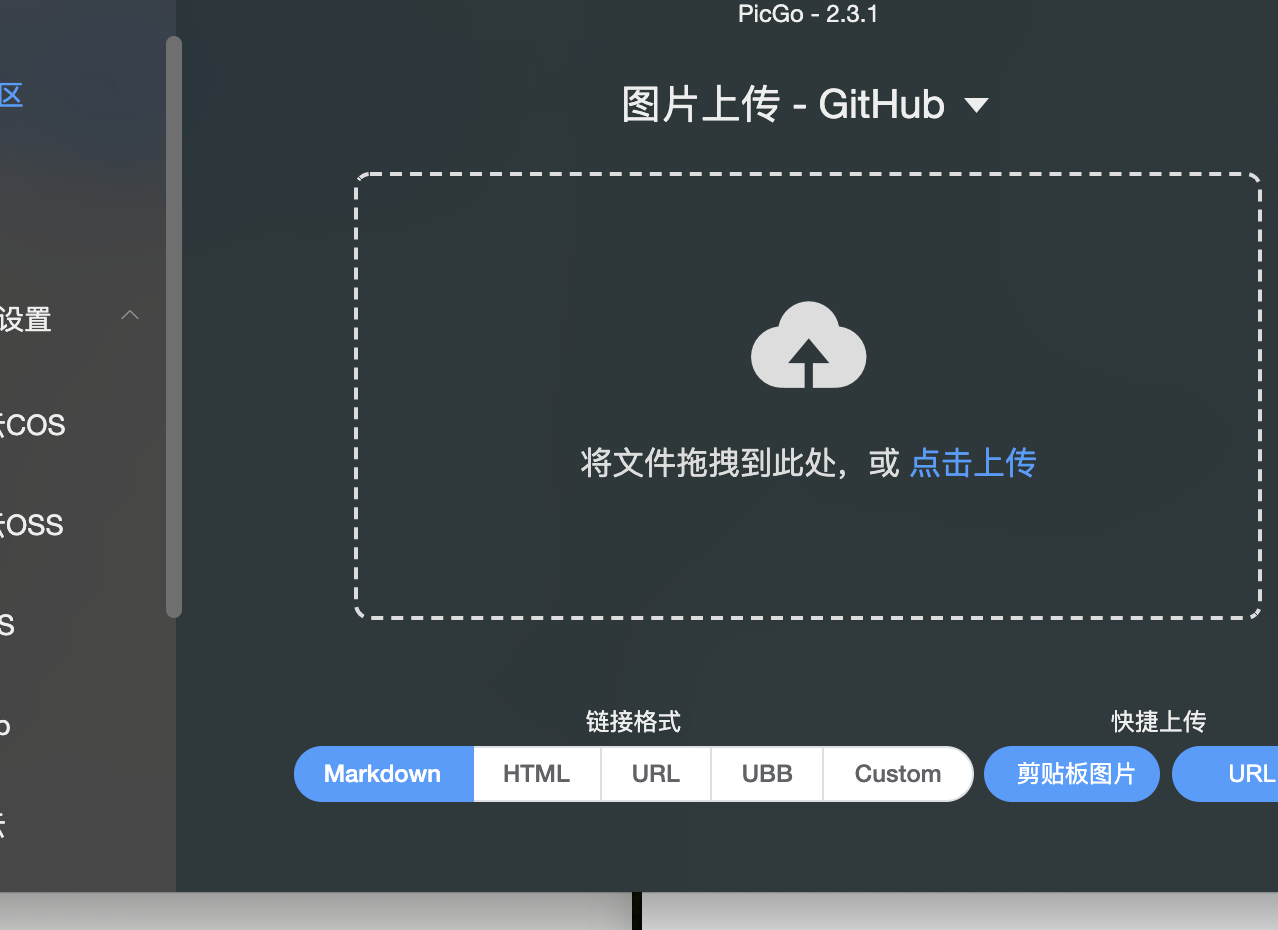 PicGo - 2.3.1
图片上传 - GitHub
区
设置
云COS
云OSS
S
将文件拖拽到此处，或 点击上传
链接格式
快捷上传
Markdown
HTML
URL
UBB
Custom
剪贴板图片
URL